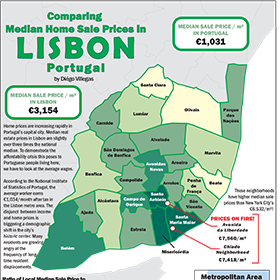 Comparing
Median Home Sale Prices in
LISBON
Portugal
by Diégo Villegas
MEDIAN SALE PRICE / m²
IN PORTUGAL
€1,031
MEDIAN SALE PRICE / m²
IN LISBON
€3,154
Home prices are increasing rapidly in
Portugal's capital city. Median real
estate prices in Lisbon are slightly
over three times the national
median. To demonstrate the
affordability crisis this poses to
Portuguese people living here,
we have to look at the average wages.
According to the National Institute
of Statistics of Portugal, the
average worker earns
€1,034/month after tax in
the Lisbon metro area. The
disjoint between income
and home prices is
triggering a demographic
shift in the city's
historic center. Many
residents are growing
angry at the
frequency of long
time resident
displacements.
Santa Clara
Lumiar
Olivais
Parque
das
Nações
Carnide
Alvalade
São Domingos
de Benfica
Marvila
Benfica
Avenidas
Novas
Areeiro
Beato
Penha
de
França
Arroios
Campolide
Campo de
Ourique
Santo
António
São
Vicente
Santa
Maria Maior
Ajuda
Alcântara
Estrela
Belém
Misericórdia
These neighborhoods
have higher median sale
prices than New York City's
€8,532/m²
PRICES ON FIRE!
Avenida
da Liberdade
€7,560/m²
Chiado
Neighborhood
€7,418/m²
Ratio of Local Median Sale Price to
Metropolitan Area